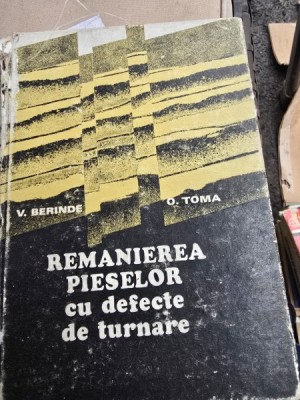 V. BERINDE
O. TOMA
REMANIEREA
PIESELOR
cu defecte
de turnare